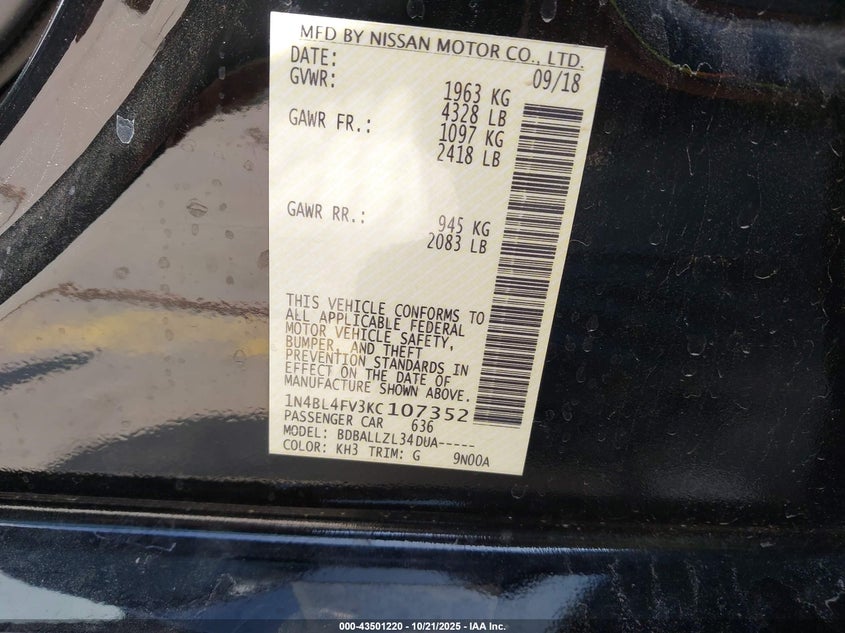 MFD BY NISSAN MOTOR CO., LTD.
DATE: 09/18
GVWR: 1963 KG
4328 LB
GAWR FR.: 1097 KG
2418 LB
GAWR RR.: 945 KG
2083 LB
THIS VEHICLE CONFORMS TO
ALL APPLICABLE FEDERAL
MOTOR VEHICLE SAFETY,
BUMPER, AND THEFT
PREVENTION STANDARDS IN
EFFECT ON THE DATE OF
MANUFACTURE SHOWN ABOVE.
1N4BL4FV3KC107352
PASSENGER CAR 636
MODEL: BDBALLZL34DUA-----
COLOR: KH3 TRIM: G 9N00A
000-43501220 - 10/21/2025 - IAA Inc.